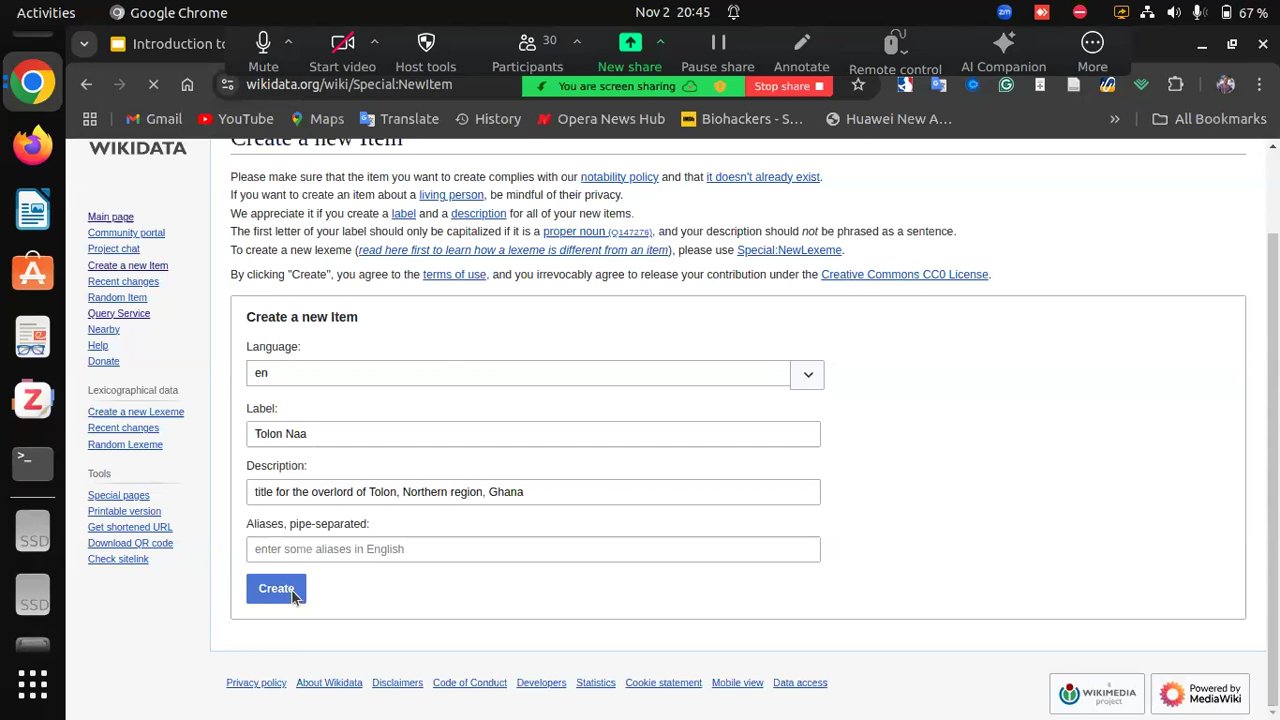 Activities Google Chrome Nov 2 20:45 zm 67 %
Introduction to
Mute Start video Host tools 30 Participants New share Pause share Annotate Remote control AI Companion More
wikidata.org/wiki/Special:NewItem You are screen sharing Stop share
Gmail YouTube Maps Translate History Opera News Hub Biohackers - S... Huawei New A... » All Bookmarks
WIKIDATA
Main page
Community portal
Project chat
Create a new Item
Recent changes
Random Item
Query Service
Nearby
Help
Donate
Lexicographical data
Create a new Lexeme
Recent changes
Random Lexeme
Tools
Special pages
Printable version
Get shortened URL
Download QR code
Check sitelink
Create a new Item
Please make sure that the item you want to create complies with our notability policy and that it doesn't already exist.
If you want to create an item about a living person, be mindful of their privacy.
We appreciate it if you create a label and a description for all of your new items.
The first letter of your label should only be capitalized if it is a proper noun (Q147276), and your description should not be phrased as a sentence.
To create a new lexeme (read here first to learn how a lexeme is different from an item), please use Special:NewLexeme.
By clicking "Create", you agree to the terms of use, and you irrevocably agree to release your contribution under the Creative Commons CC0 License.
Create a new Item
Language:
en
Label:
Tolon Naa
Description:
title for the overlord of Tolon, Northern region, Ghana
Aliases, pipe-separated:
enter some aliases in English
Create
Privacy policy About Wikidata Disclaimers Code of Conduct Developers Statistics Cookie statement Mobile view Data access
A WIKIMEDIA project
Powered by MediaWiki
SSD
SSD